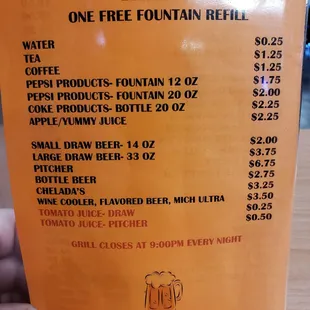 ONE FREE FOUNTAIN REFILL
WATER $0.25
TEA $1.25
COFFEE $1.25
PEPSI PRODUCTS- FOUNTAIN 12 OZ $1.75
PEPSI PRODUCTS- FOUNTAIN 20 OZ $2.00
COKE PRODUCTS- BOTTLE 20 OZ $2.25
APPLE/YUMMY JUICE $2.25
SMALL DRAW BEER- 14 OZ $2.00
LARGE DRAW BEER- 33 OZ $3.75
PITCHER $6.75
BOTTLE BEER $2.75
CHELADA'S $3.25
WINE COOLER, FLAVORED BEER, MICH ULTRA $3.50
TOMATO JUICE- DRAW $0.25
TOMATO JUICE- PITCHER $0.50
GRILL CLOSES AT 9:00PM EVERY NIGHT